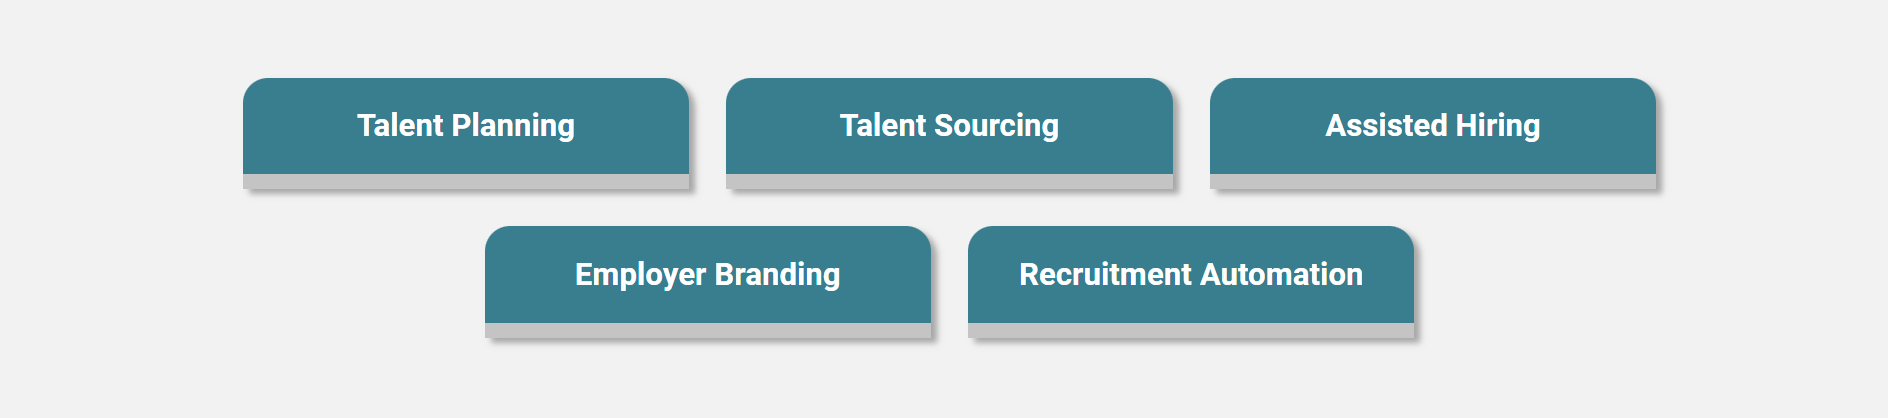 Talent Planning
Talent Sourcing
Assisted Hiring
Employer Branding
Recruitment Automation